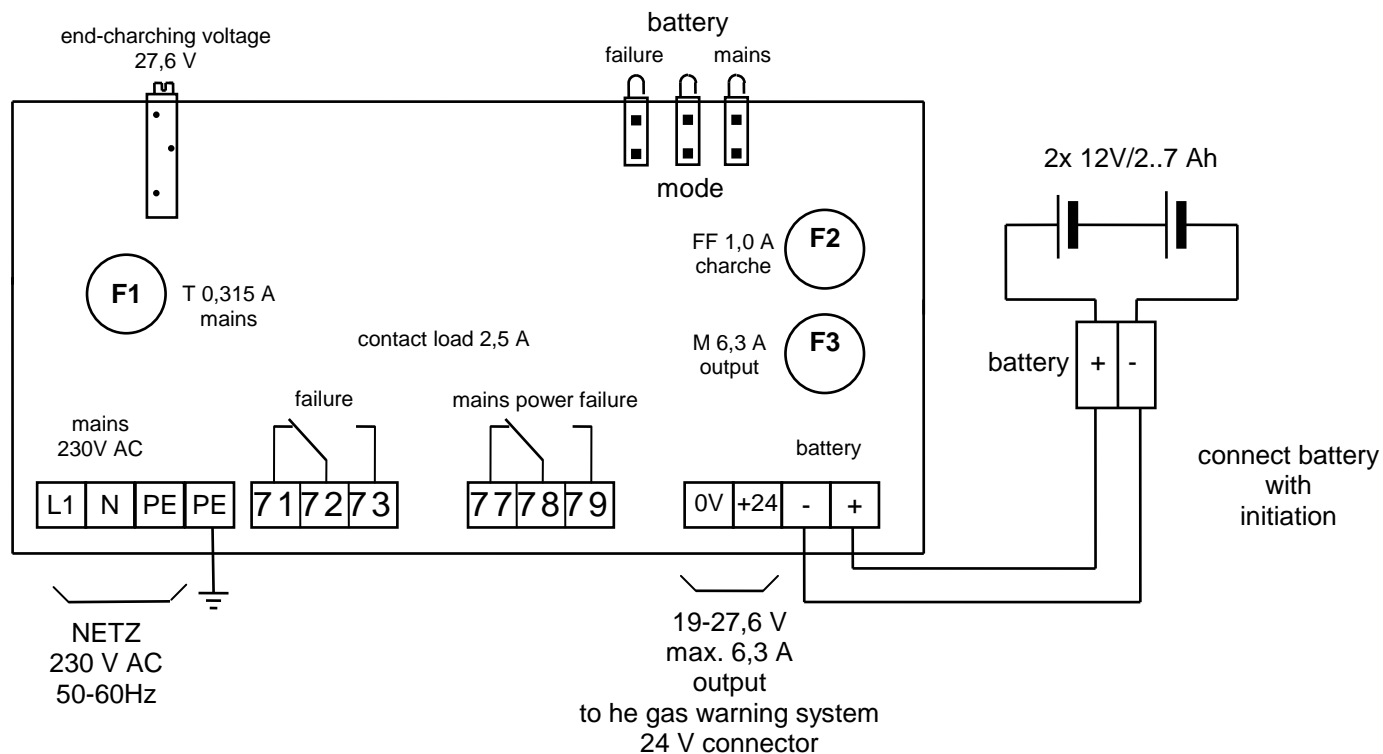 end-charching voltage
27,6 V
battery
failure
mains
mode
2x 12V/2..7 Ah
F1
T 0,315 A
mains
FF 1,0 A
charche
F2
M 6,3 A
output
F3
contact load 2,5 A
battery
+ -
mains
230V AC
failure
mains power failure
battery
L1 N PE PE
71 72 73
77 78 79
0V +24 - +
connect battery
with
initiation
NETZ
230 V AC
50-60Hz
19-27,6 V
max. 6,3 A
output
to he gas warning system
24 V connector